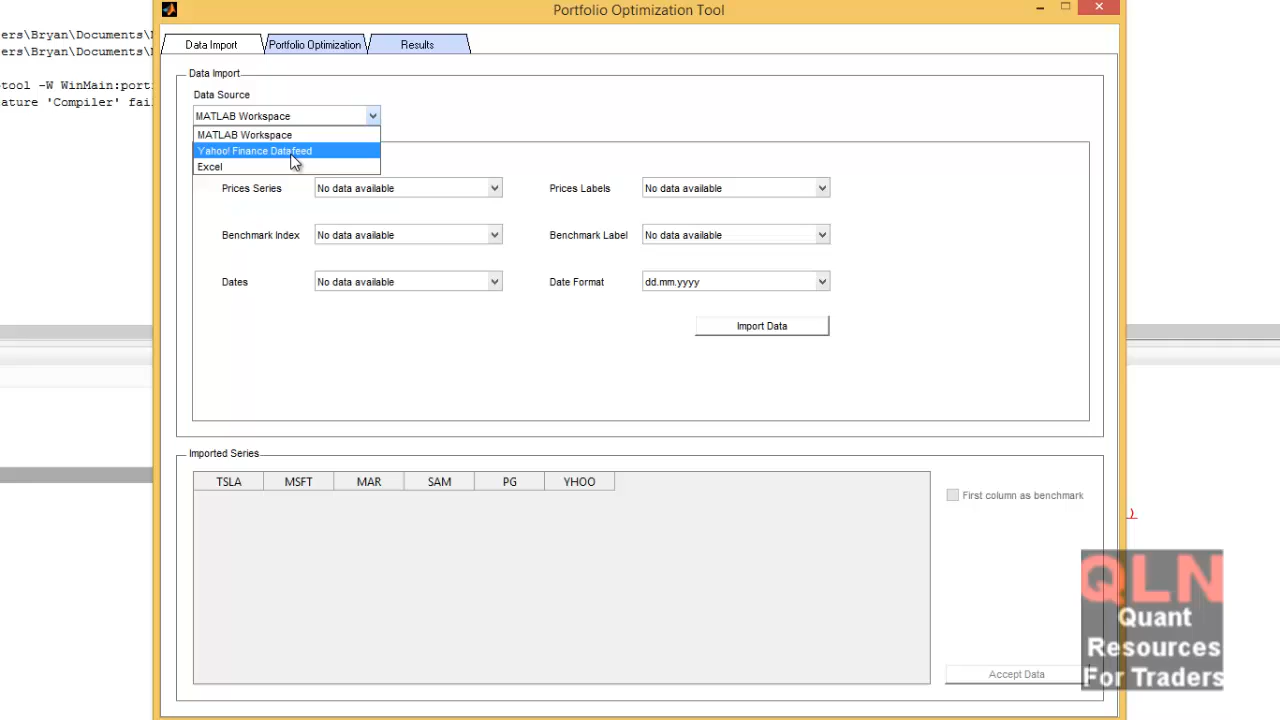 Portfolio Optimization Tool
ers\Bryan\Documents\
ers\Bryan\Documents\
tool -W WinMain:port
ature 'Compiler' fai
Data Import
Portfolio Optimization
Results
Data Import
Data Source
MATLAB Workspace
MATLAB Workspace
Yahoo! Finance Datafeed
Excel
Prices Series
No data available
Prices Labels
No data available
Benchmark Index
No data available
Benchmark Label
No data available
Dates
No data available
Date Format
dd.mm.yyyy
Import Data
Imported Series
TSLA MSFT MAR SAM PG YHOO
First column as benchmark
)
Accept Data
QLN
Quant
Resources
For Traders